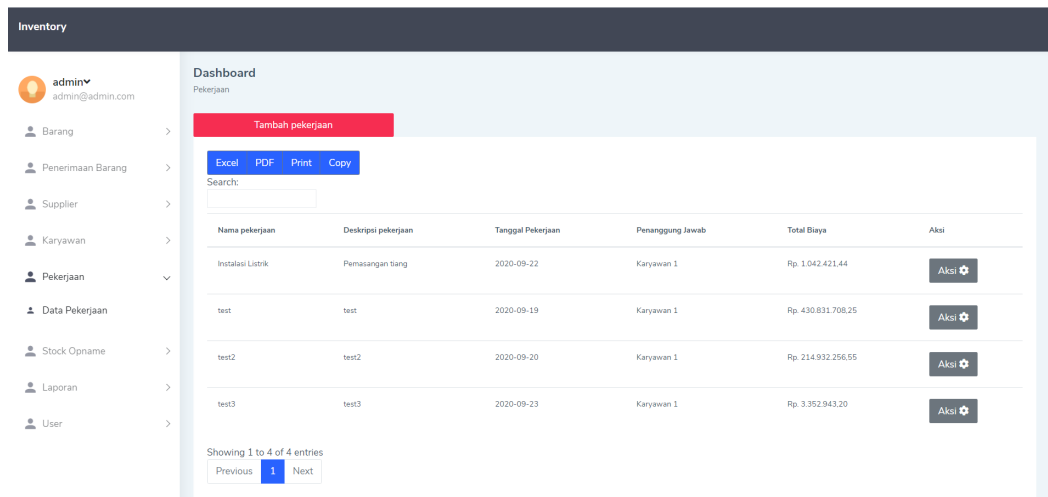 Inventory
admin
admin@admin.com
Barang
Penerimaan Barang
Supplier
Karyawan
Pekerjaan
Data Pekerjaan
Stock Opname
Laporan
User
Dashboard
Pekerjaan
Tambah pekerjaan
Excel PDF Print Copy
Search:
Nama pekerjaan Deskripsi pekerjaan Tanggal Pekerjaan Penanggung Jawab Total Biaya Aksi
Instalasi Listrik Pemasangan tiang 2020-09-22 Karyawan 1 Rp. 1.042.421,44 Aksi
test test 2020-09-19 Karyawan 1 Rp. 430.831.708,25 Aksi
test2 test2 2020-09-20 Karyawan 1 Rp. 214.932.256,55 Aksi
test3 test3 2020-09-23 Karyawan 1 Rp. 3.352.943,20 Aksi
Showing 1 to 4 of 4 entries
Previous 1 Next